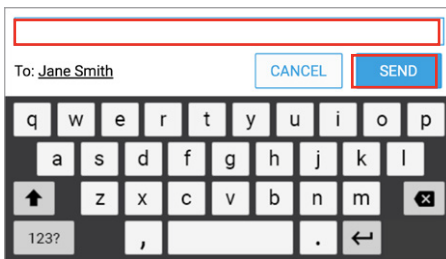 To: Jane Smith CANCEL SEND
q w e r t y u i o p
a s d f g h j k l
z x c v b n m
123? , .